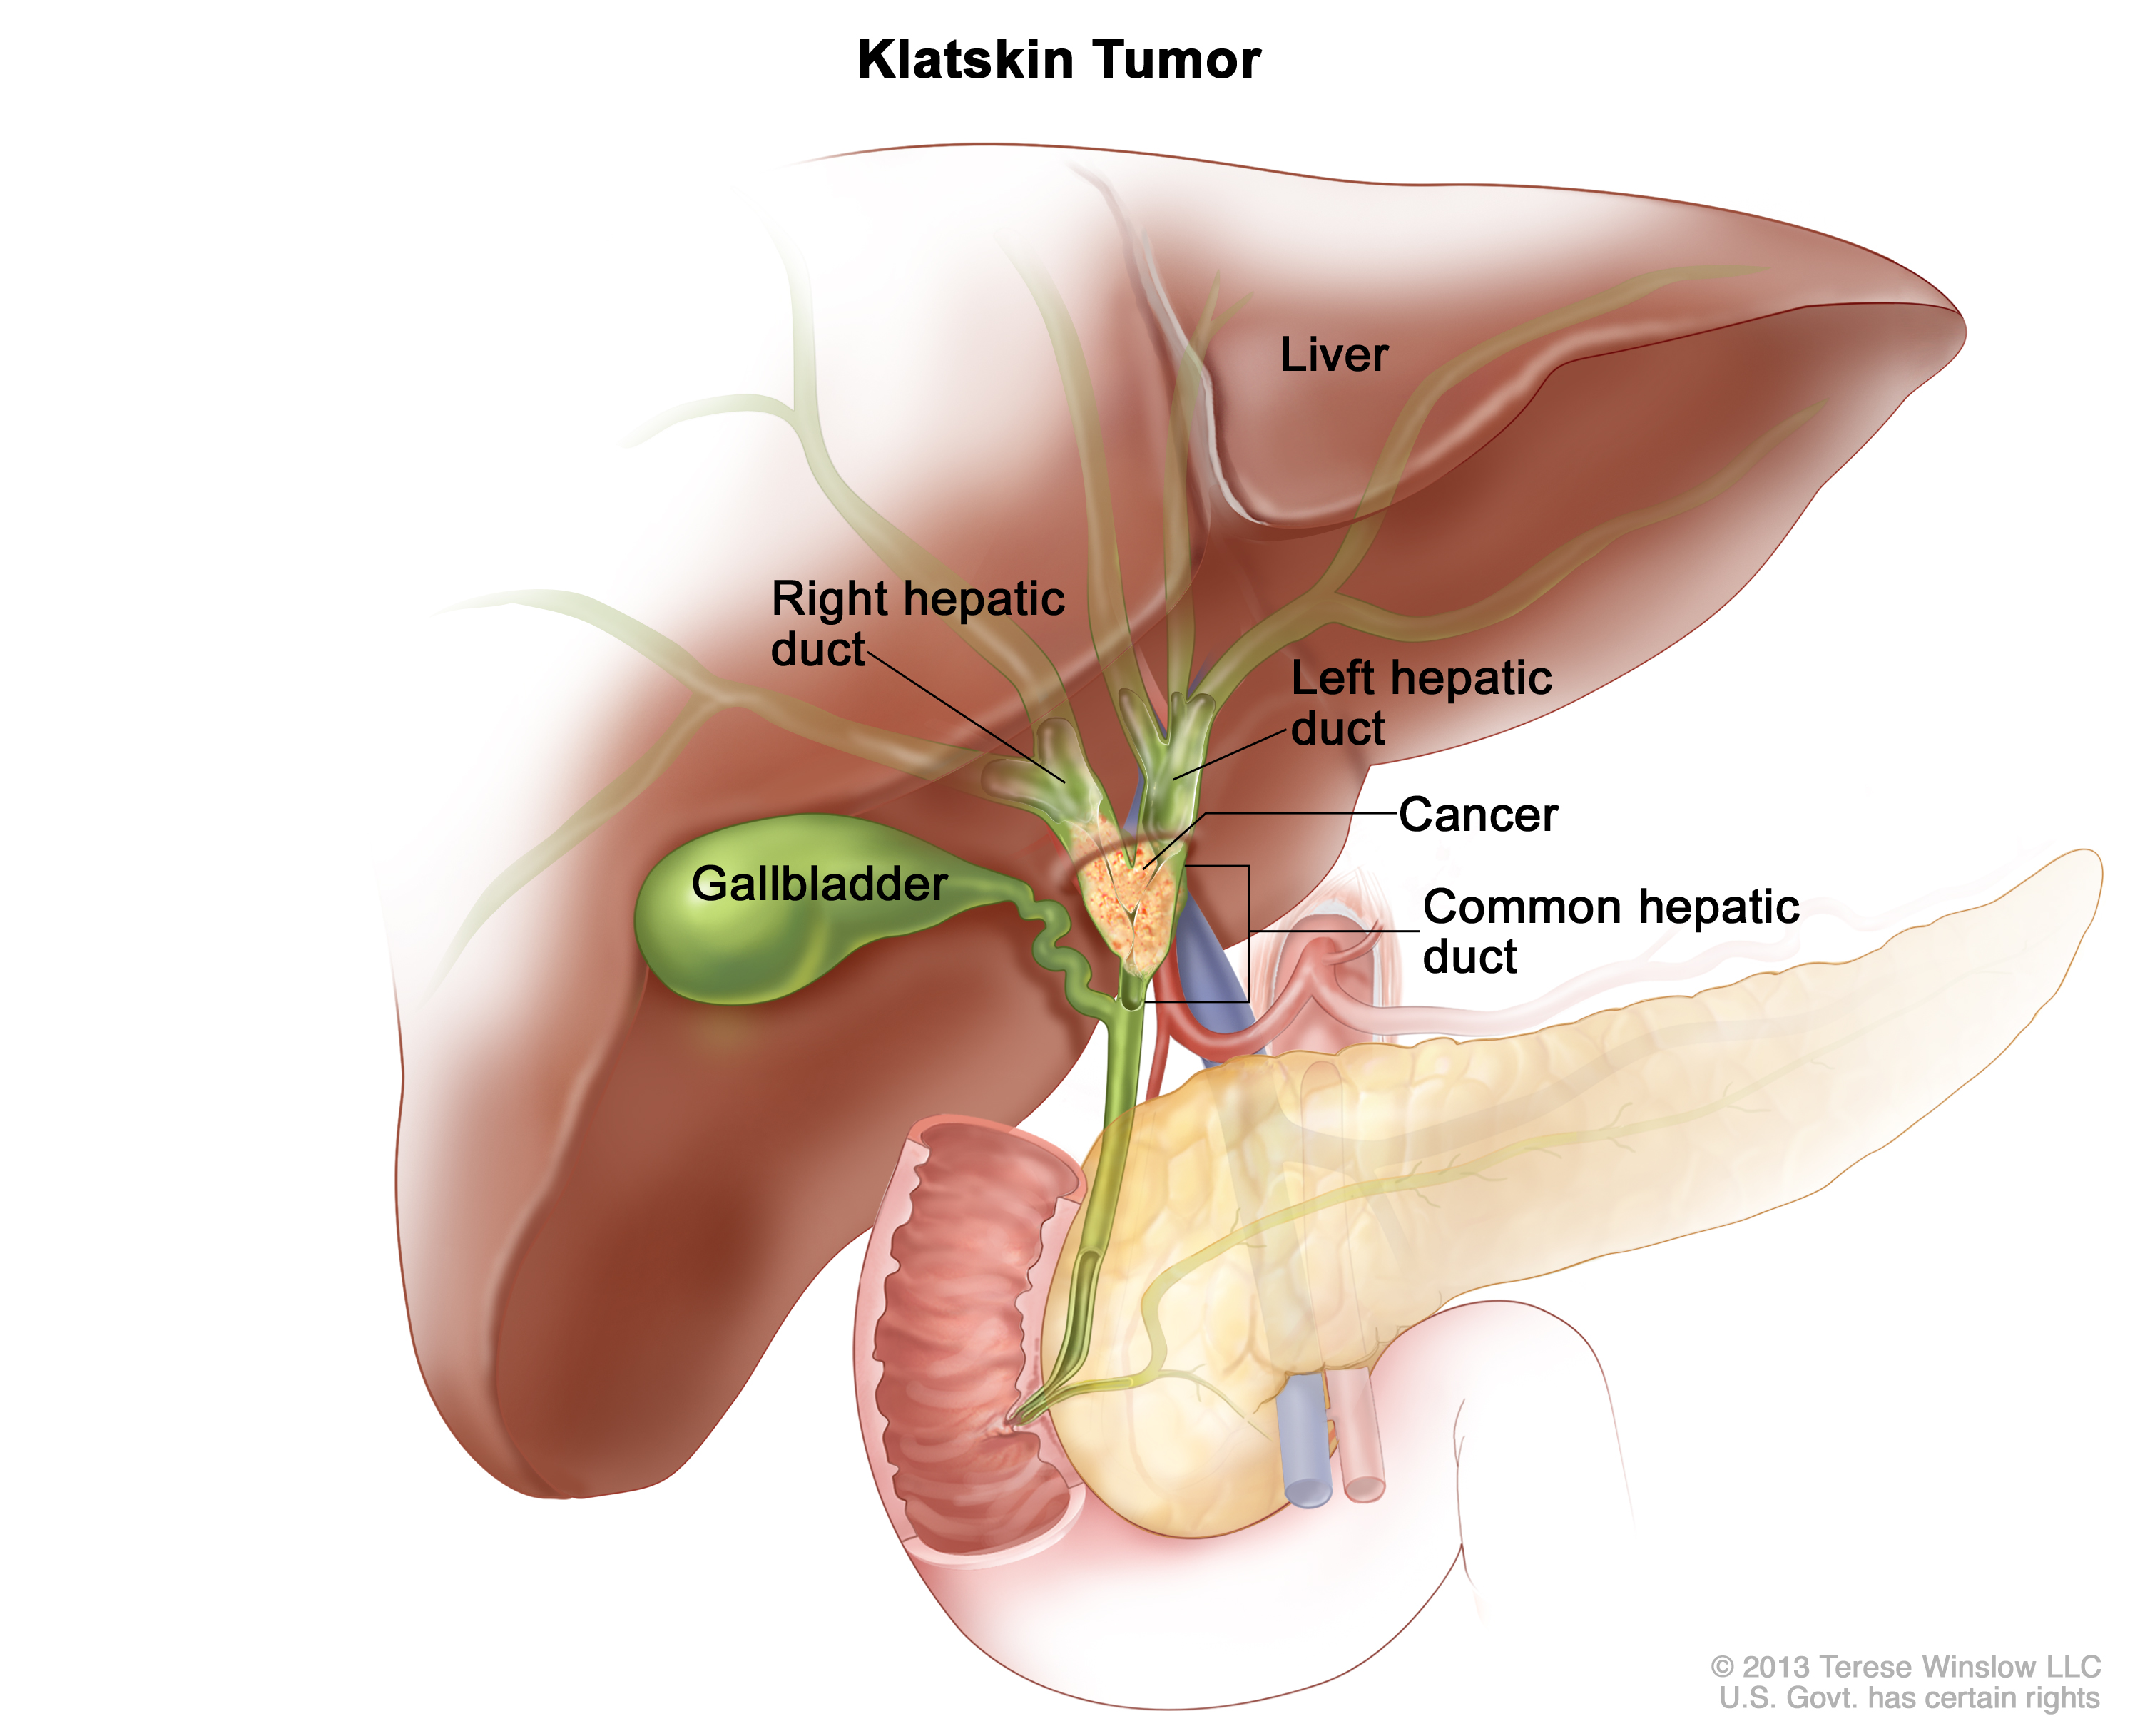 Klatskin Tumor
Liver
Right hepatic
duct
Left hepatic
duct
Cancer
Gallbladder
Common hepatic
duct
© 2013 Terese Winslow LLC
U.S. Govt. has certain rights